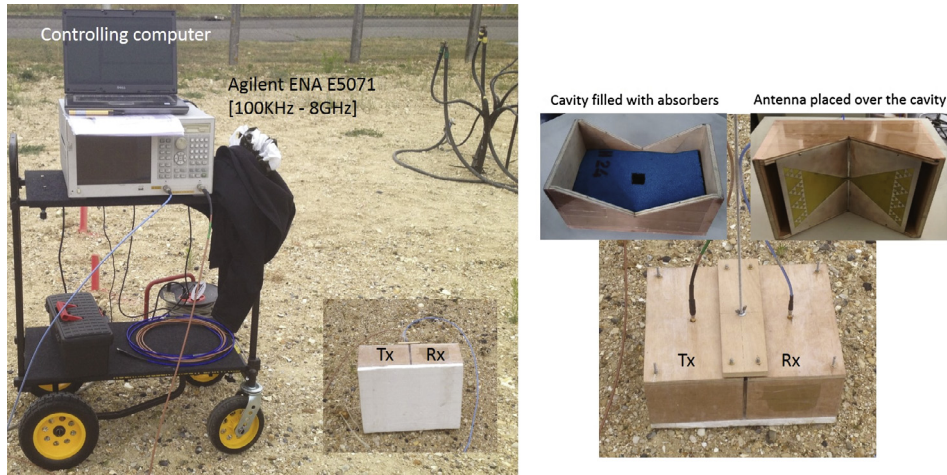 Controlling computer
Agilent ENA E5071
[100KHz - 8GHz]
Tx Rx
Cavity filled with absorbers
Antenna placed over the cavity
24
Tx Rx